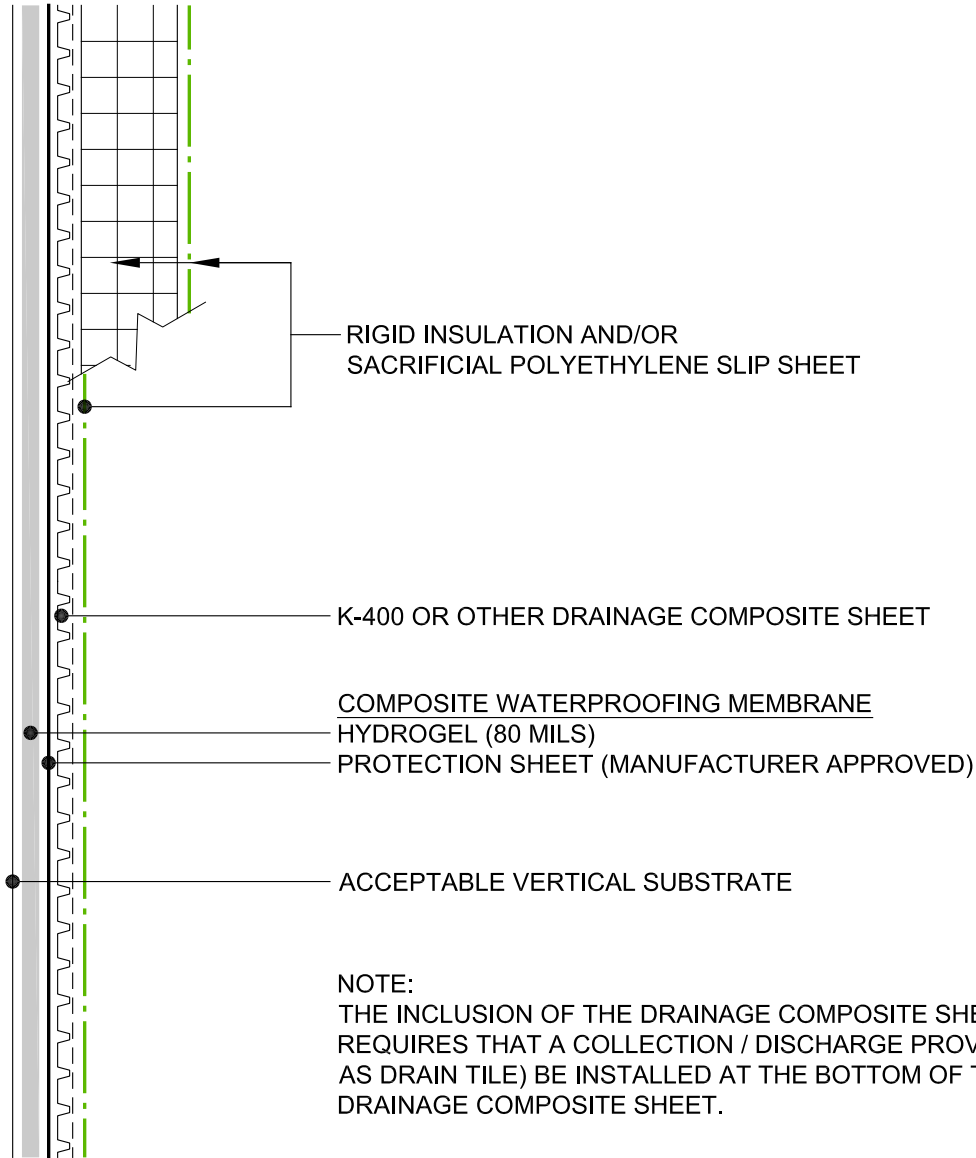 RIGID INSULATION AND/OR
SACRIFICIAL POLYETHYLENE SLIP SHEET
K-400 OR OTHER DRAINAGE COMPOSITE SHEET
COMPOSITE WATERPROOFING MEMBRANE
HYDROGEL (80 MILS)
PROTECTION SHEET (MANUFACTURER APPROVED)
ACCEPTABLE VERTICAL SUBSTRATE
NOTE:
THE INCLUSION OF THE DRAINAGE COMPOSITE
REQUIRES THAT A COLLECTION / DISCHARGE
AS DRAIN TILE) BE INSTALLED AT THE BOTTOM OF
DRAINAGE COMPOSITE SHEET.